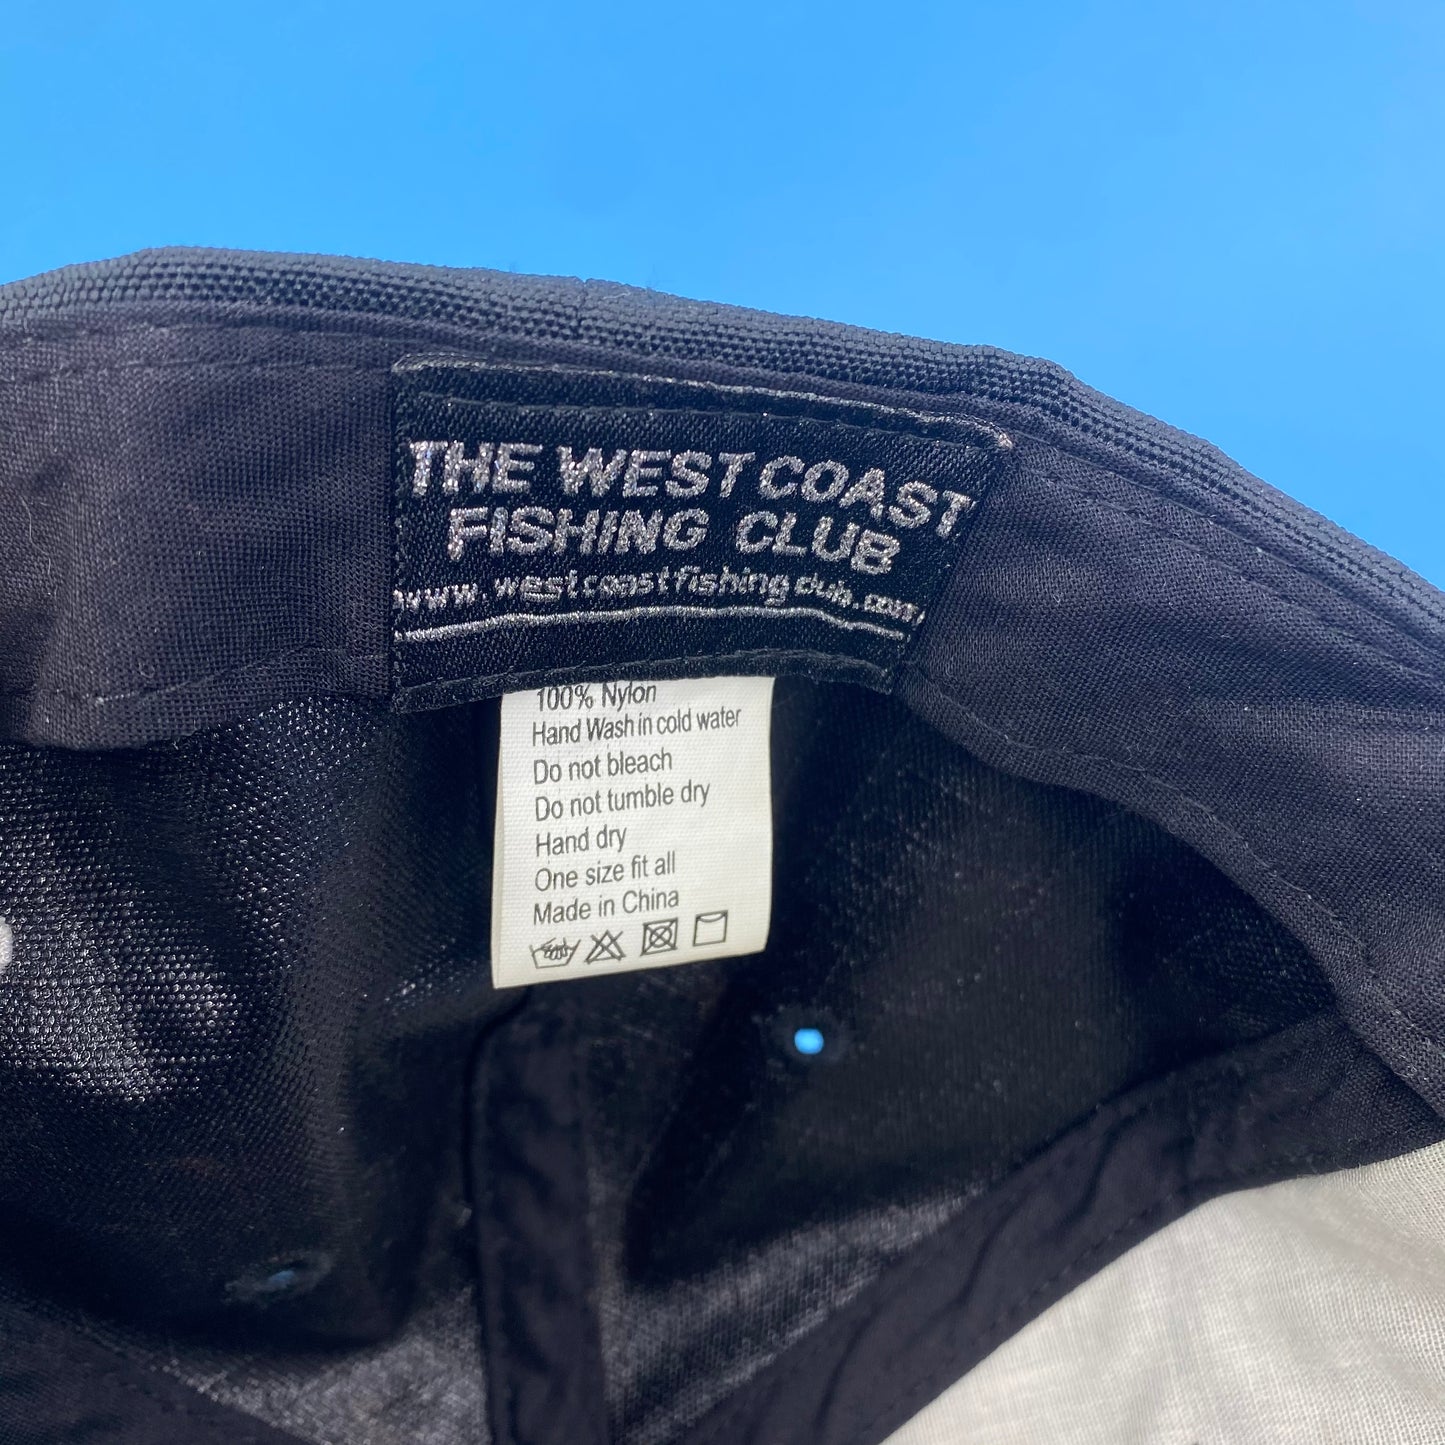 THE WEST COAST
FISHING CLUB
www.westcoastfishingclub.com
100% Nylon
Hand Wash in cold water
Do not bleach
Do not tumble dry
Hand dry
One size fit all
Made in China